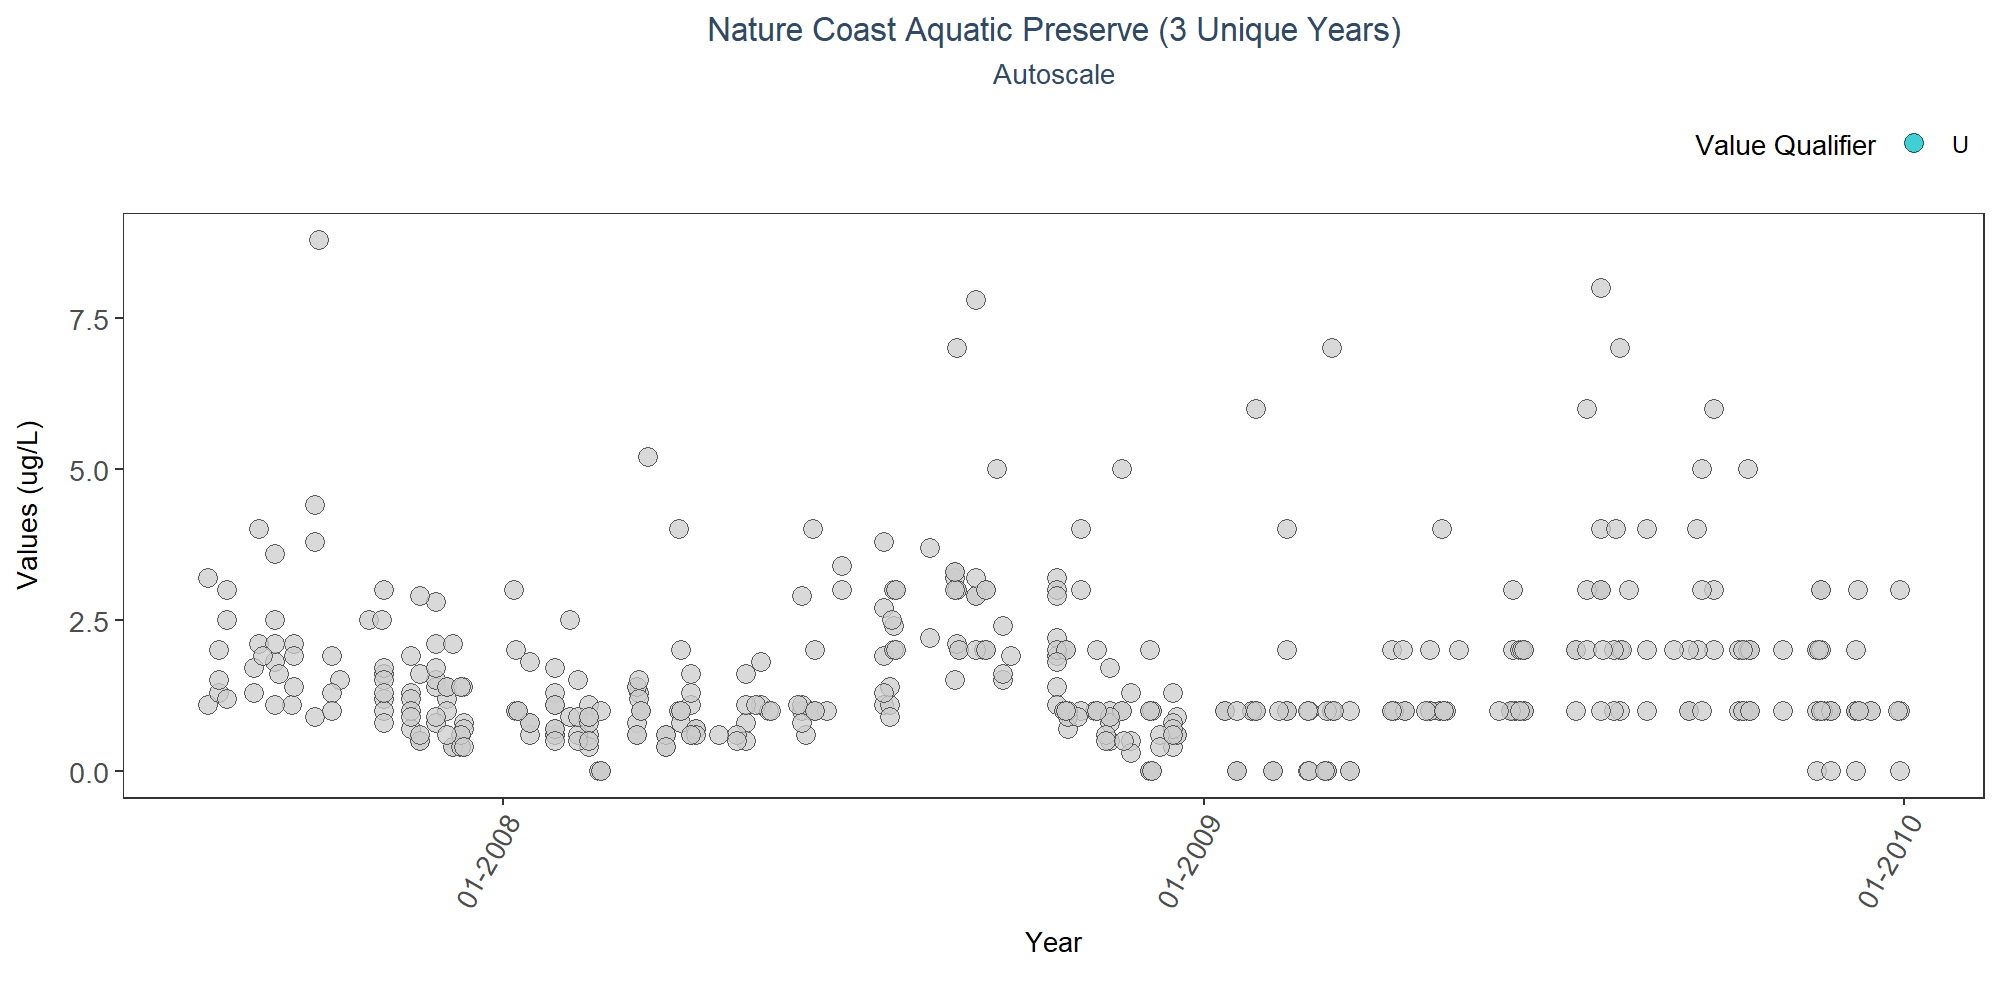 Nature Coast Aquatic Preserve (3 Unique Years)
Autoscale
Value Qualifier U
Values (ug/L)
7.5
5.0
2.5
0.0
01-2008
01-2009
01-2010
Year